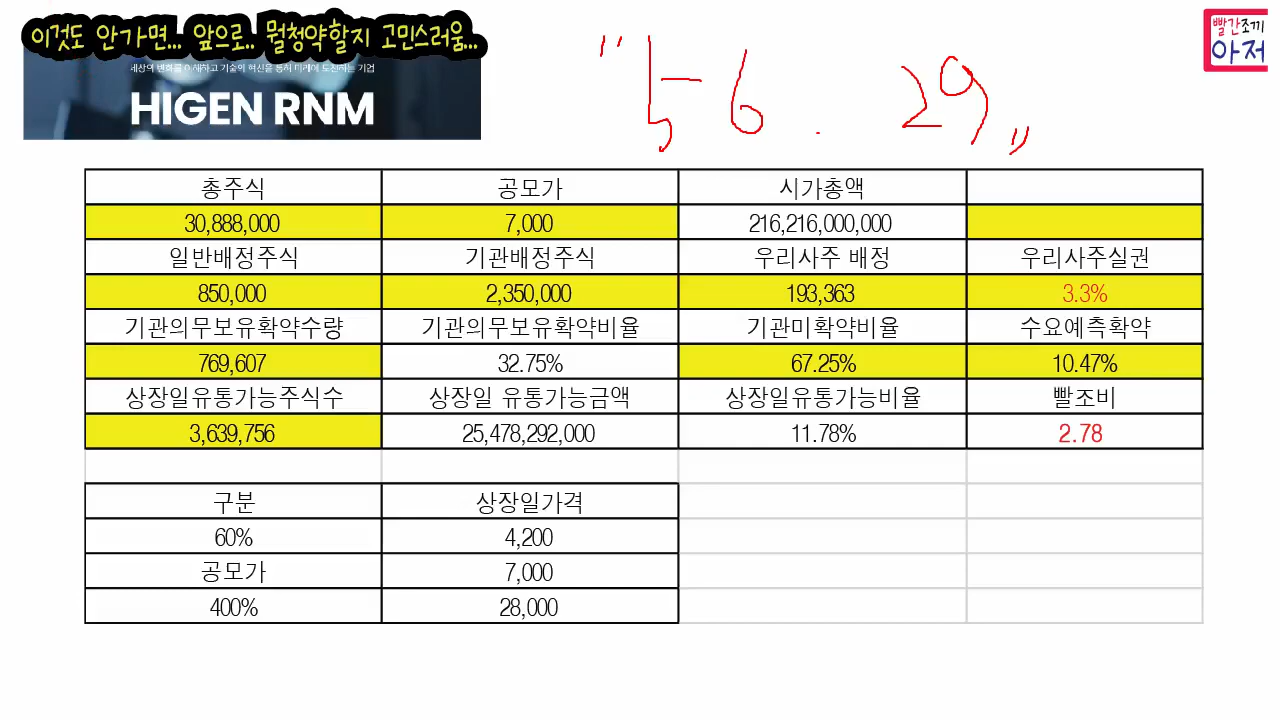 이것도 안가면... 앞으로.. 뭘청약할지 고민스러움...
세상의 변화를 이해하고 기술의 혁신을 통해 미래에 도전하는 기업
HIGEN RNM
" 56 . 29 "
빨간조끼
아저
총주식 공모가 시가총액
30,888,000 7,000 216,216,000,000
일반배정주식 기관배정주식 우리사주 배정 우리사주실권
850,000 2,350,000 193,363 3.3%
기관의무보유확약수량 기관의무보유확약비율 기관미확약비율 수요예측확약
769,607 32.75% 67.25% 10.47%
상장일유통가능주식수 상장일 유통가능금액 상장일유통가능비율 빨조비
3,639,756 25,478,292,000 11.78% 2.78
구분 상장일가격
60% 4,200
공모가 7,000
400% 28,000